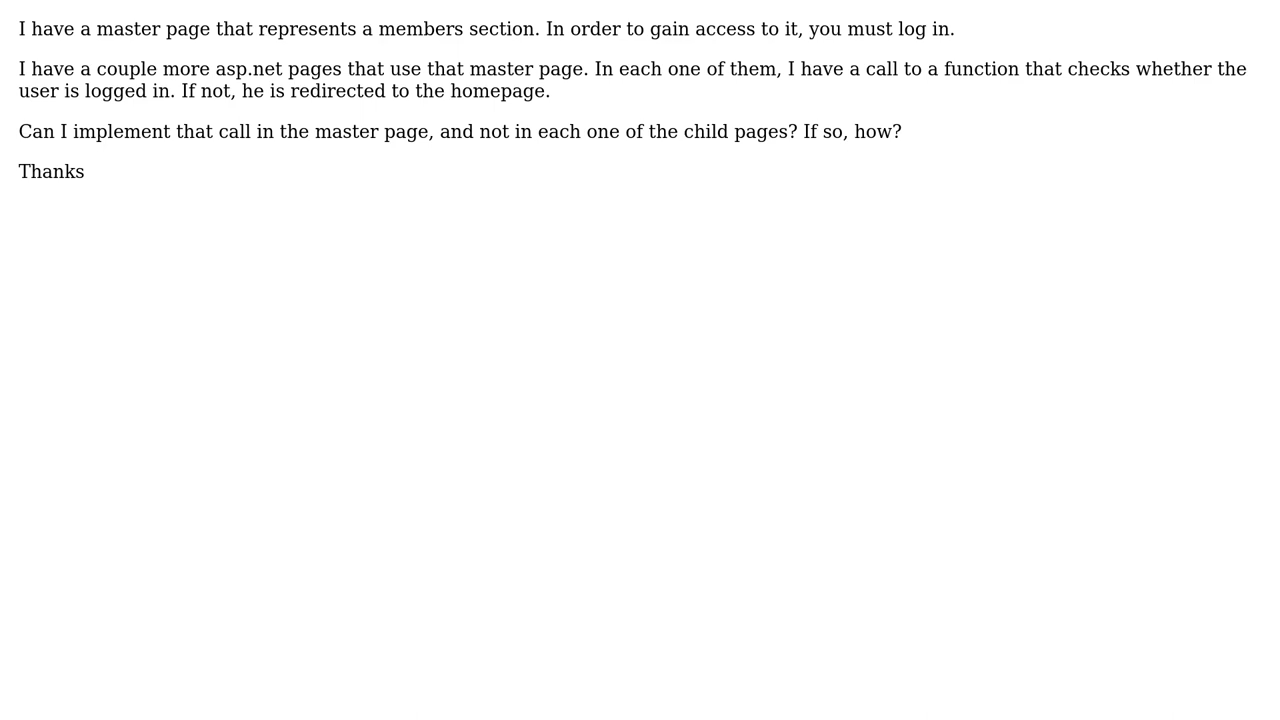 I have a master page that represents a members section. In order to gain access to it, you must log in.
I have a couple more asp.net pages that use that master page. In each one of them, I have a call to a function that checks whether the
user is logged in. If not, he is redirected to the homepage.
Can I implement that call in the master page, and not in each one of the child pages? If so, how?
Thanks